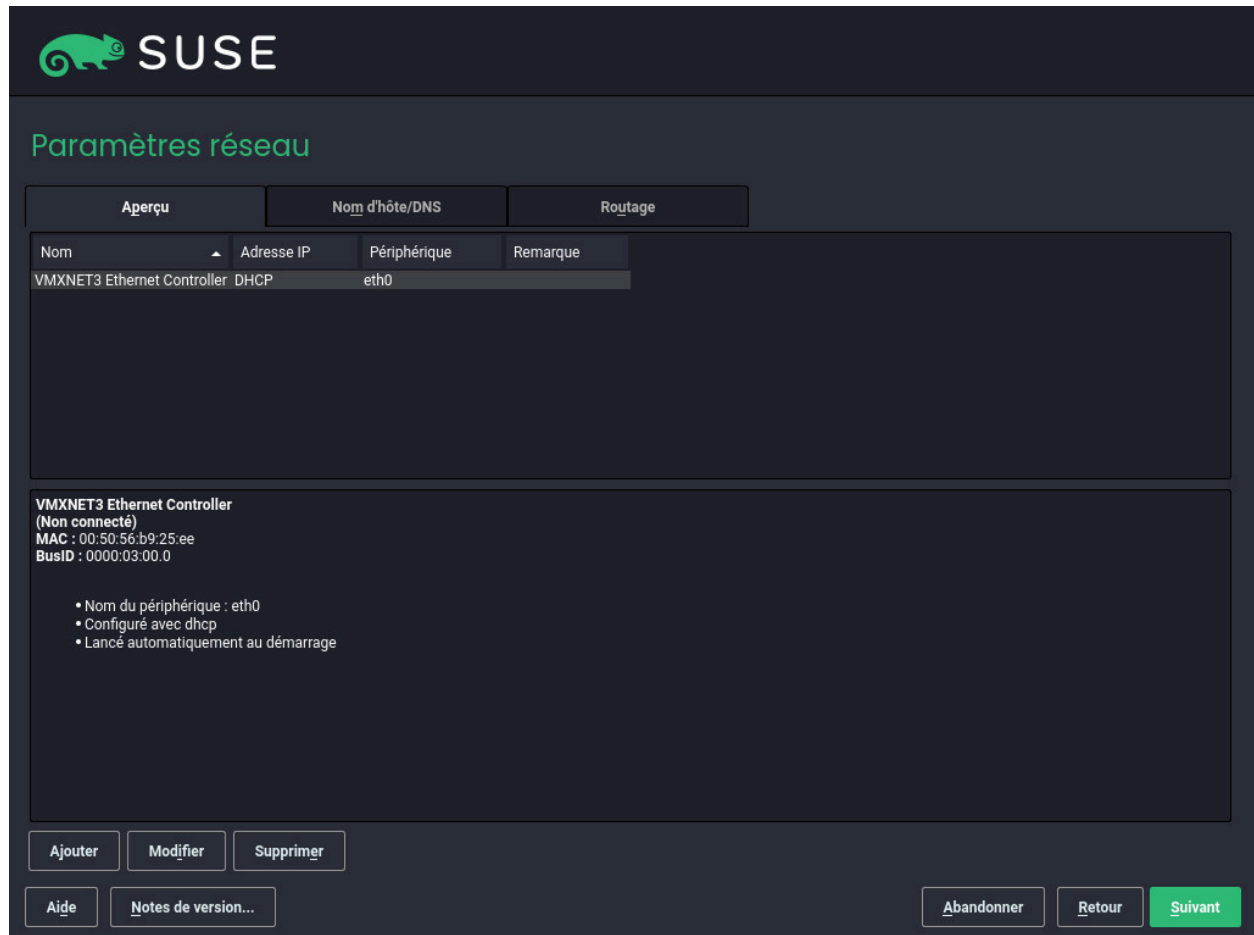 SUSE
Paramètres réseau
Aperçu Nom d'hôte/DNS Routage
Nom Adresse IP Périphérique Remarque
VMXNET3 Ethernet Controller DHCP eth0
VMXNET3 Ethernet Controller
(Non connecté)
MAC : 00:50:56:b9:25:ee
BusID : 0000:03:00.0
• Nom du périphérique : eth0
• Configuré avec dhcp
• Lancé automatiquement au démarrage
Ajouter Modifier Supprimer
Aide Notes de version... Abandonner Retour Suivant